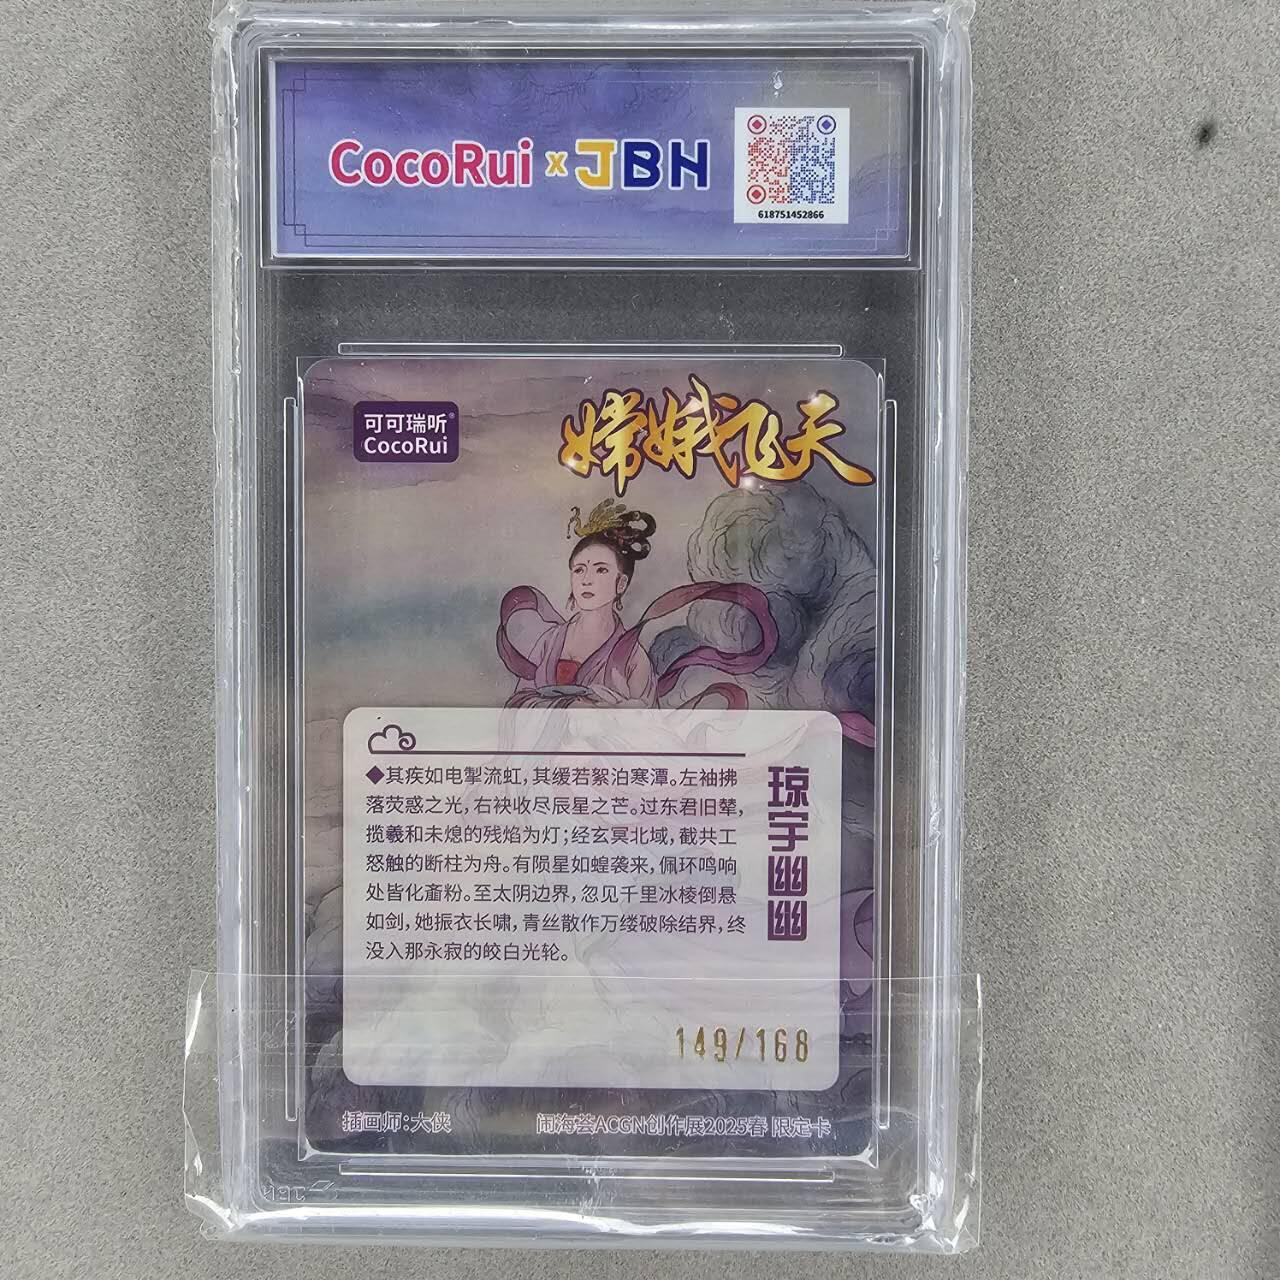 CocoRui x JBH
618751452866
可可瑞听®
CocoRui
嫦娥飞天
◆其疾如电掣流虹，其缓若絮泊寒潭。左袖拂
落荧惑之光，右袂收尽辰星之芒。过东君旧辇，
揽羲和未熄的残焰为灯；经玄冥北域，截共工
怒触的断柱为舟。有陨星如蝗袭来，佩环鸣响
处皆化齑粉。至太阴边界，忽见千里冰棱倒悬
如剑，她振衣长啸，青丝散作万缕破除结界，终
没入那永寂的皎白光轮。
琼宇幽幽
149/168
插画师：大侠
闹海荟ACGN创作展2025春 限定卡